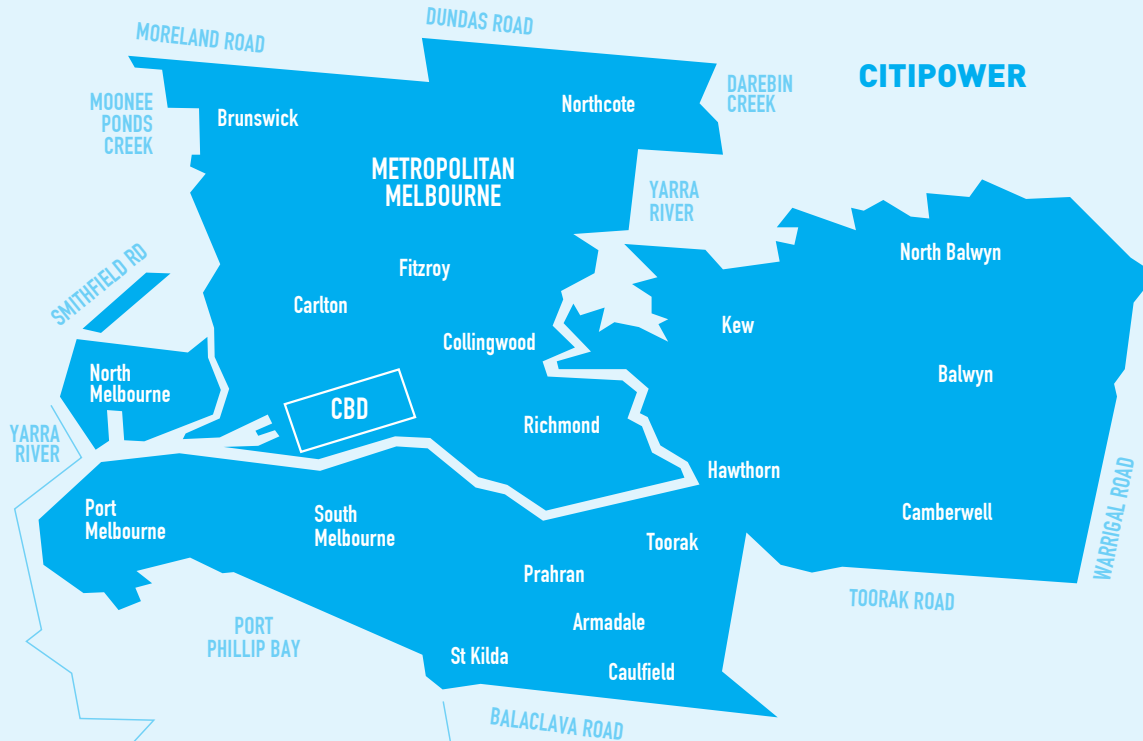 DUNDAS ROAD
MORELAND ROAD
CITIPOWER
DAREBIN
CREEK
MOONEE
PONDS
CREEK
Brunswick
Northcote
METROPOLITAN
MELBOURNE
YARRA
RIVER
North Balwyn
SMITHFIELD RD
Fitzroy
Carlton
Kew
Collingwood
North
Melbourne
Balwyn
CBD
Richmond
YARRA
RIVER
Hawthorn
Port
Melbourne
South
Melbourne
Camberwell
WARRIGAL ROAD
Toorak
Prahran
TOORAK ROAD
Armadale
PORT
PHILLIP BAY
St Kilda
Caulfield
BALACLAVA ROAD